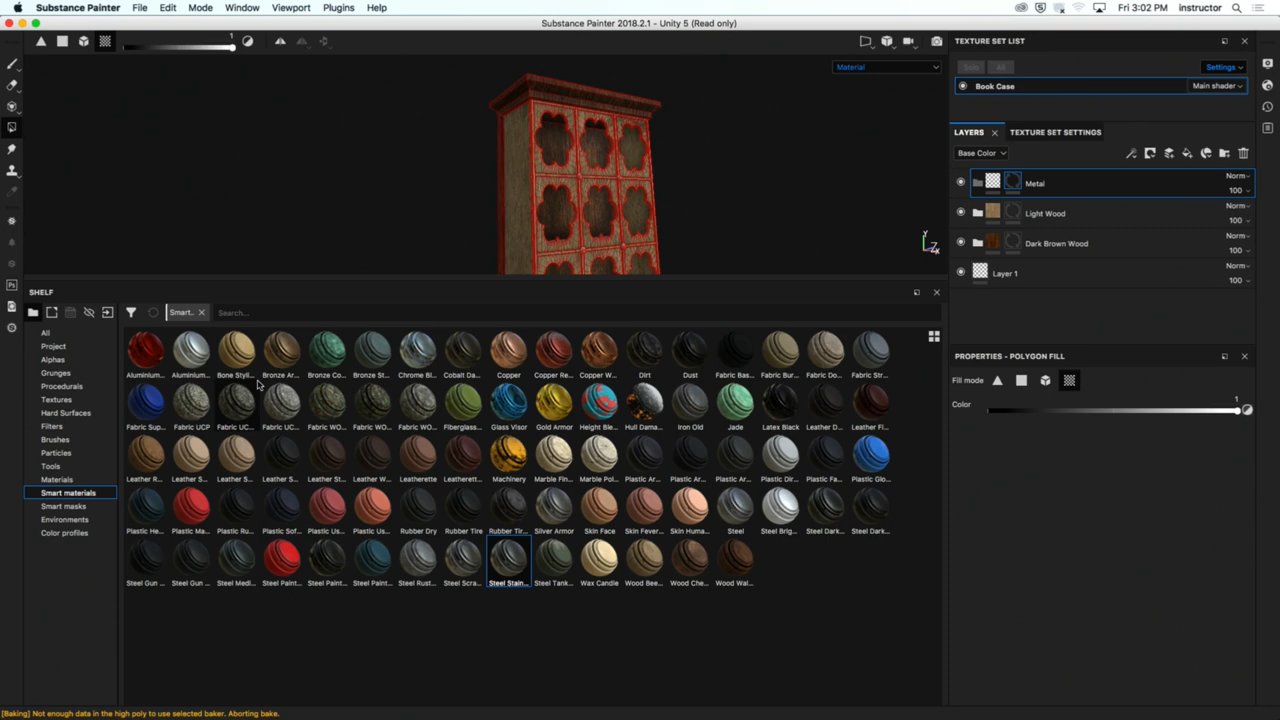 Substance Painter File Edit Mode Window Viewport Plugins Help Fri 3:02 PM instructor
Substance Painter 2018.2.1 - Unity 5 (Read only)
1
Material
TEXTURE SET LIST
Settings
Book Case Main shader
LAYERS TEXTURE SET SETTINGS
Base Color
Metal Norm 100
Light Wood Norm 100
Dark Brown Wood Norm 100
Layer 1 Norm 100
Y
Z
SHELF
Smart.. Search...
All
Project
Alphas
Grunges
Procedurals
Textures
Hard Surfaces
Filters
Brushes
Particles
Tools
Materials
Smart materials
Smart masks
Environments
Color profiles
Aluminium... Aluminium... Bone Styli... Bronze Ar... Bronze Co... Bronze St... Chrome Bl... Cobalt Da... Copper Copper Re... Copper W... Dirt Dust Fabric Bas... Fabric Bur... Fabric Do... Fabric Str...
Fabric Sup... Fabric UCP Fabric UC... Fabric UC... Fabric WO... Fabric WO... Fabric WO... Fiberglass... Glass Visor Gold Armor Height Ble... Hull Dama... Iron Old Jade Latex Black Leather D... Leather Fi...
Leather R... Leather S... Leather S... Leather S... Leather S... Leather W... Leatherette Leatherett... Machinery Marble Fin... Marble Pol... Plastic Ar... Plastic Ar... Plastic Ar... Plastic Dir... Plastic Fa... Plastic Glo...
Plastic He... Plastic Ma... Plastic Ru... Plastic Sof... Plastic Us... Plastic Us... Rubber Dry Rubber Tire Rubber Tir... Silver Armor Skin Face Skin Fever... Skin Huma... Steel Steel Brig... Steel Dark... Steel Dark...
Steel Gun ... Steel Gun ... Steel Medi... Steel Paint... Steel Paint... Steel Paint... Steel Rust... Steel Scra... Steel Stain... Steel Tank... Wax Candle Wood Bee... Wood Che... Wood Wal...
PROPERTIES - POLYGON FILL
Fill mode
Color 1
[Baking] Not enough data in the high poly to use selected baker. Aborting bake.